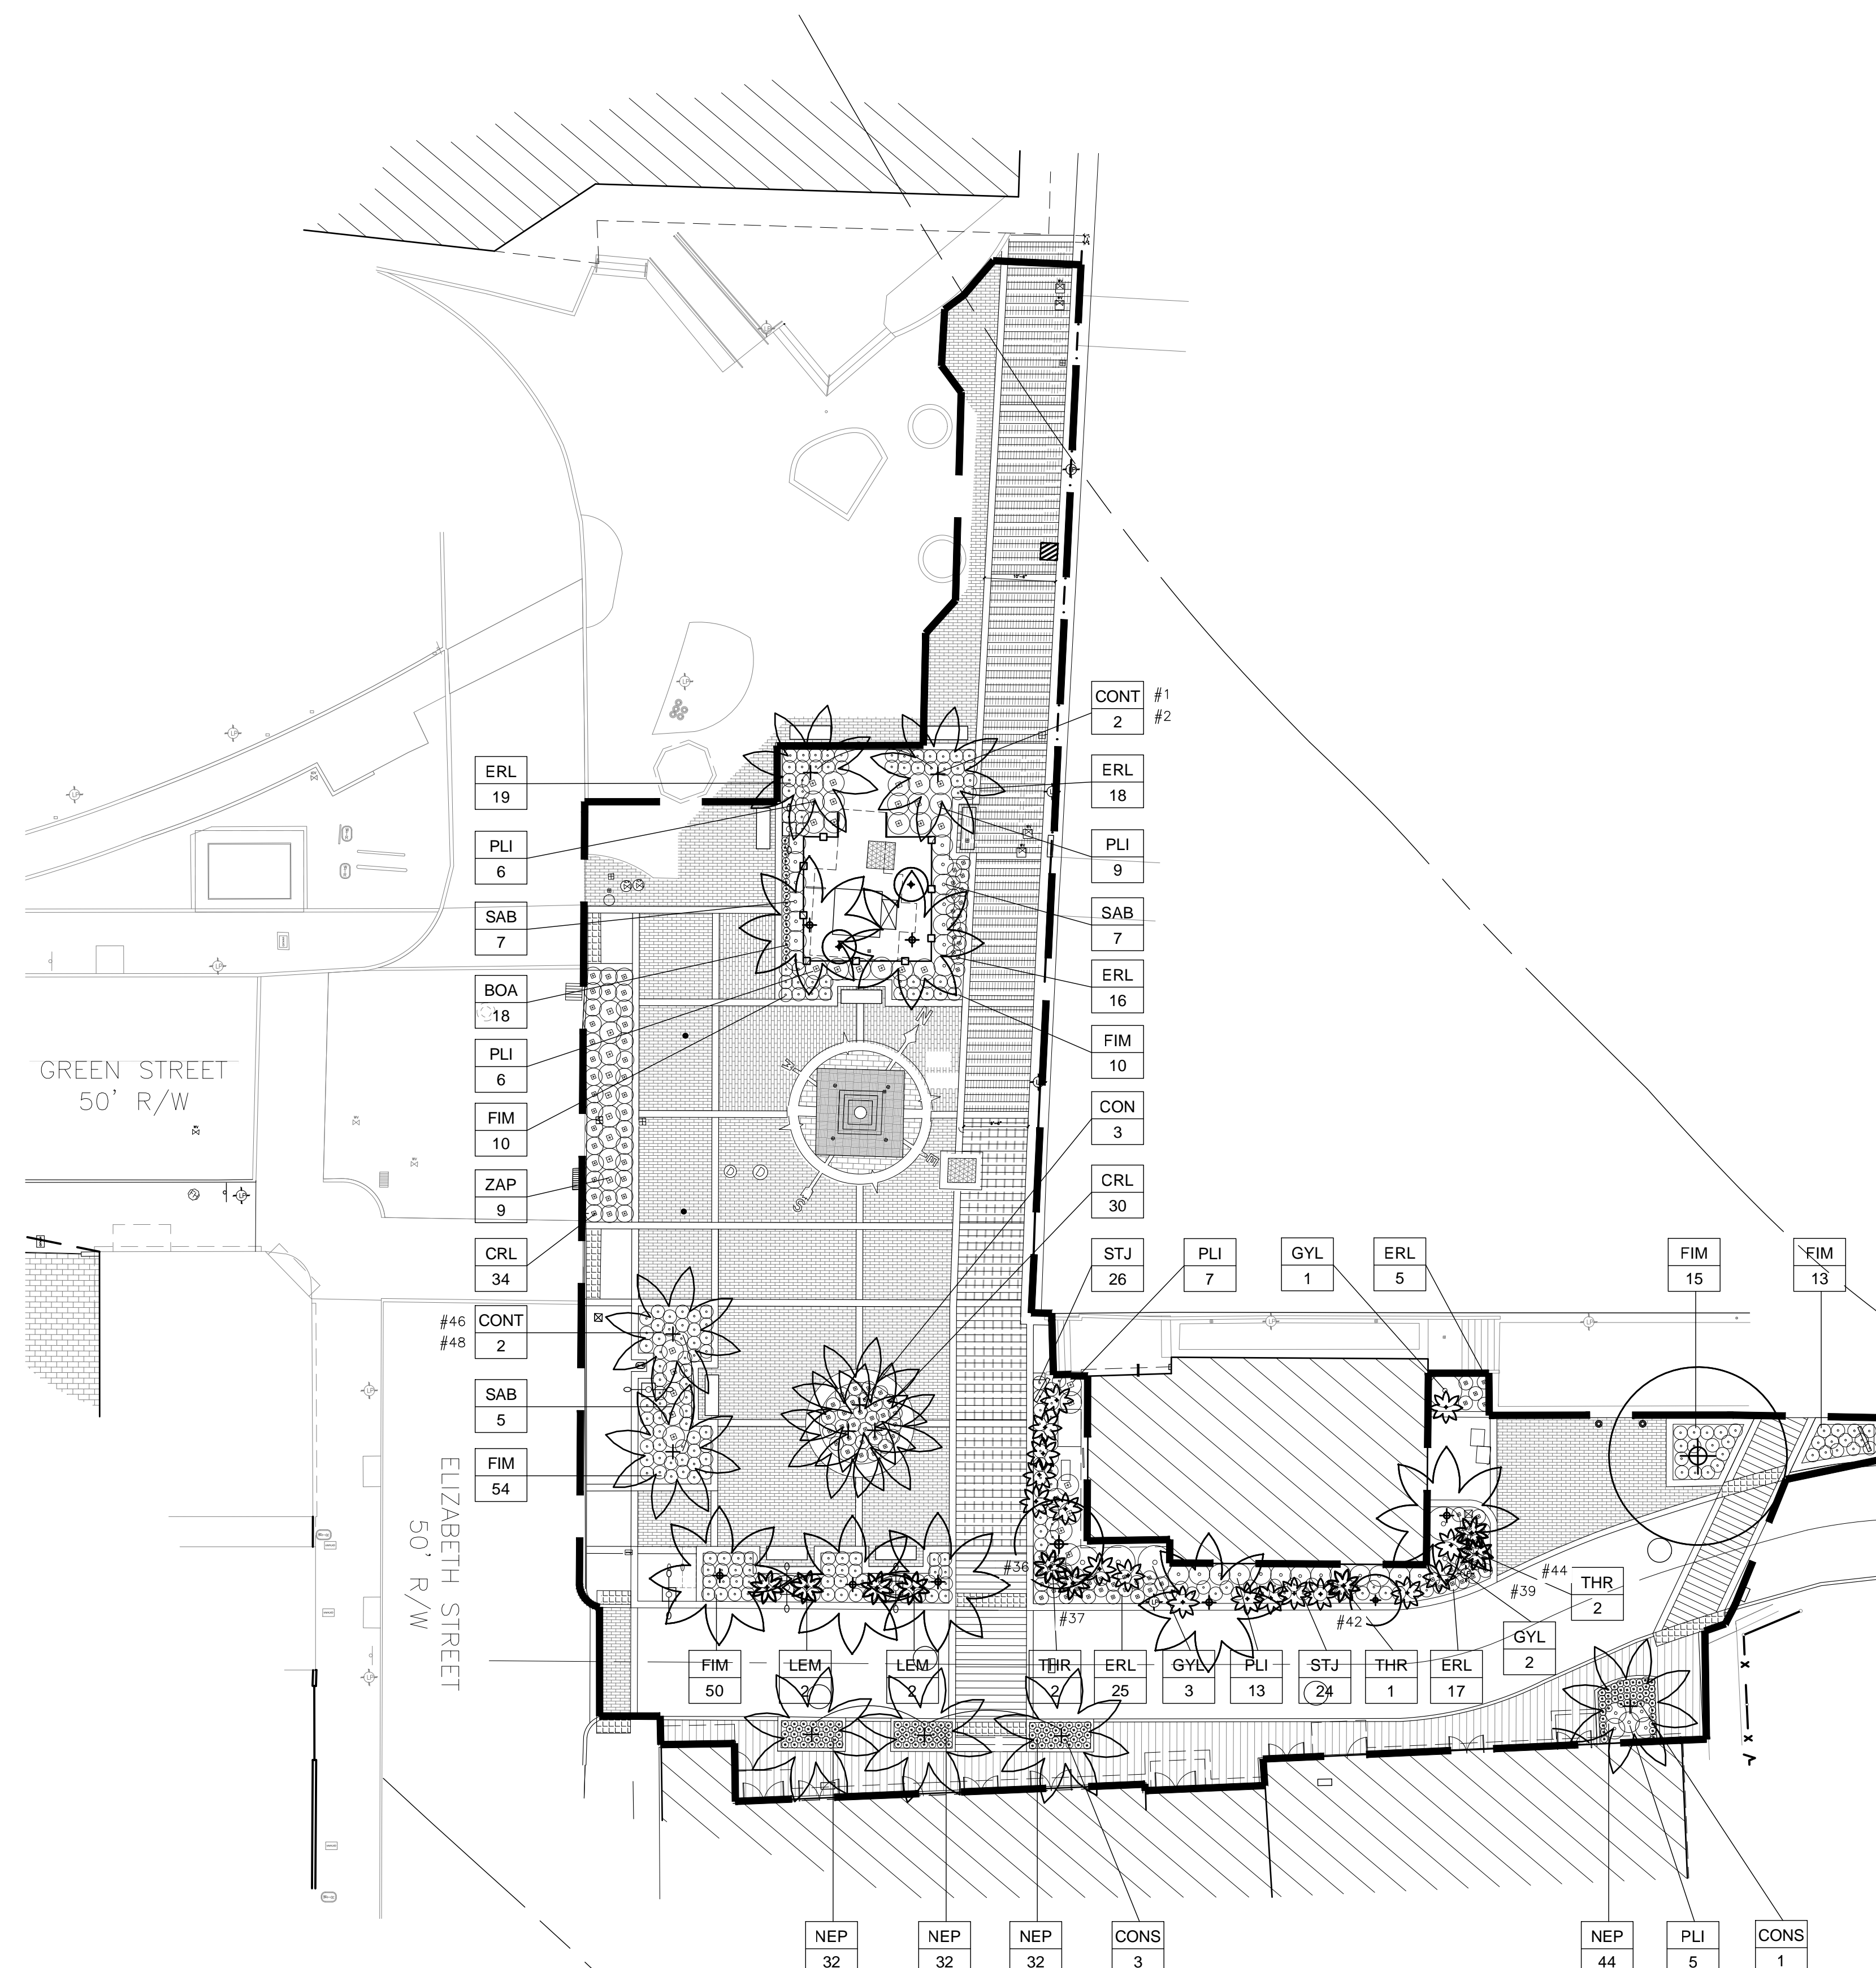 CONT #1
2 #2
ERL
19
ERL
18
PLI
6
PLI
9
SAB
7
SAB
7
BOA
18
ERL
16
PLI
6
FIM
10
GREEN STREET
50' R/W
FIM
10
CON
3
ZAP
9
CRL
30
N
E
S
CRL
34
STJ
26
PLI
7
GYL
1
ERL
5
FIM
15
FIM
13
#46 CONT
#48 2
SAB
5
FIM
54
ELIZABETH STREET
50' R/W
#36
#37
#42
#39
#44
THR
2
GYL
2
FIM
50
LEM
2
LEM
2
THR
2
ERL
25
GYL
3
PLI
13
STJ
24
THR
1
ERL
17
NEP
32
NEP
32
NEP
32
CONS
3
NEP
44
PLI
5
CONS
1